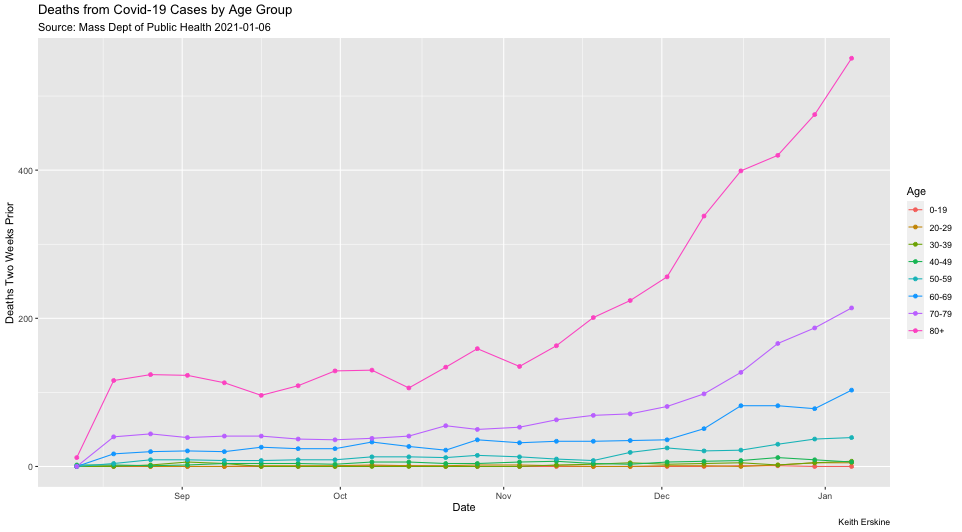 Deaths from Covid-19 Cases by Age Group
Source: Mass Dept of Public Health 2021-01-06
Deaths Two Weeks Prior
400
200
0
Sep
Oct
Nov
Dec
Jan
Date
Age
0-19
20-29
30-39
40-49
50-59
60-69
70-79
80+
Keith Erskine